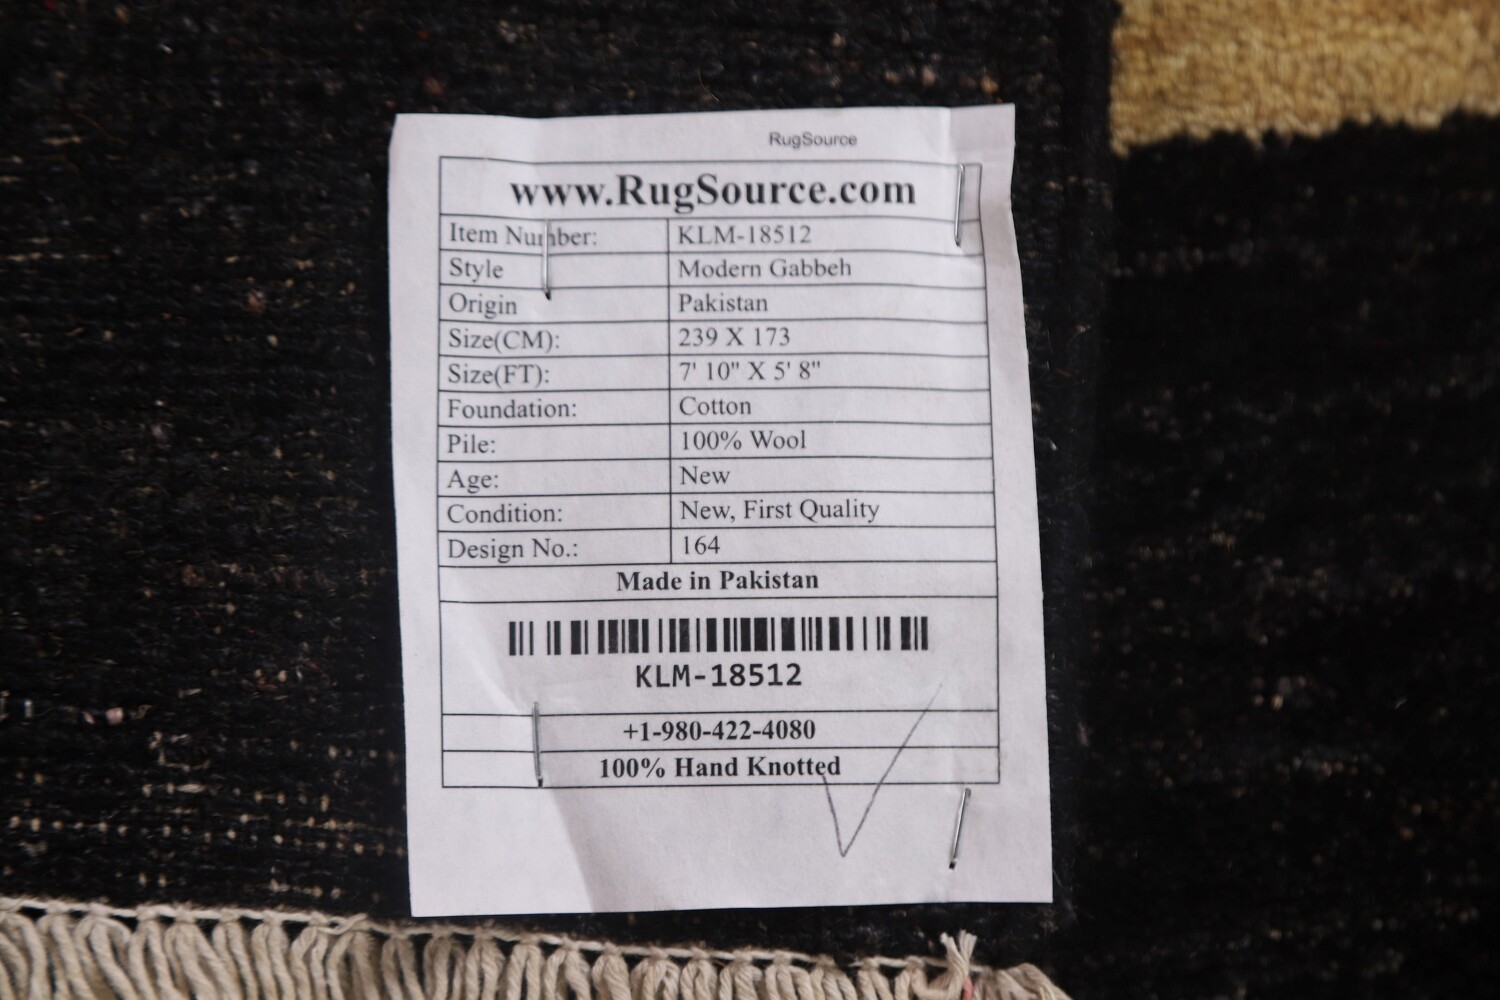 RugSource
www.RugSource.com
Item Number: KLM-18512
Style Modern Gabbeh
Origin Pakistan
Size(CM): 239 X 173
Size(FT): 7' 10" X 5' 8"
Foundation: Cotton
Pile: 100% Wool
Age: New
Condition: New, First Quality
Design No.: 164
Made in Pakistan
KLM-18512
+1-980-422-4080
100% Hand Knotted